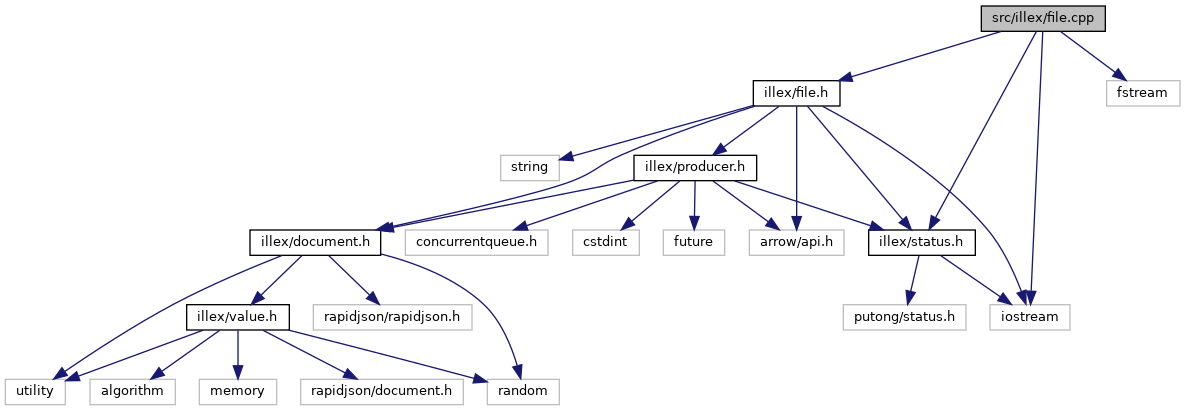 src/illex/file.cpp
illex/file.h
fstream
string
illex/producer.h
illex/document.h
concurrentqueue.h
cstdint
future
arrow/api.h
illex/status.h
illex/value.h
rapidjson/rapidjson.h
putong/status.h
iostream
utility
algorithm
memory
rapidjson/document.h
random